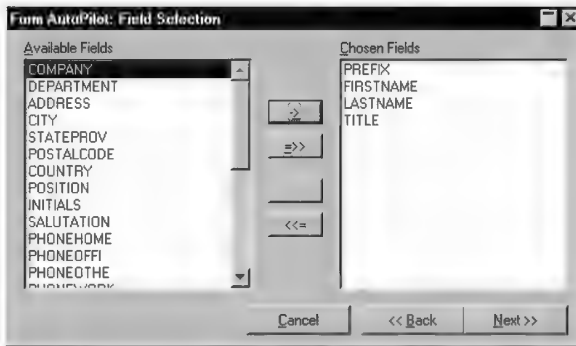 Form AutoPilot: Field Selection
Available Fields
COMPANY
DEPARTMENT
ADDRESS
CITY
STATEPROV
POSTALCODE
COUNTRY
POSITION
INITIALS
SALUTATION
PHONEHOME
PHONEOFFI
PHONEOTHE
PHONEWORK
->
=>>
<<=
Chosen Fields
PREFIX
FIRSTNAME
LASTNAME
TITLE
Cancel
<< Back
Next >>